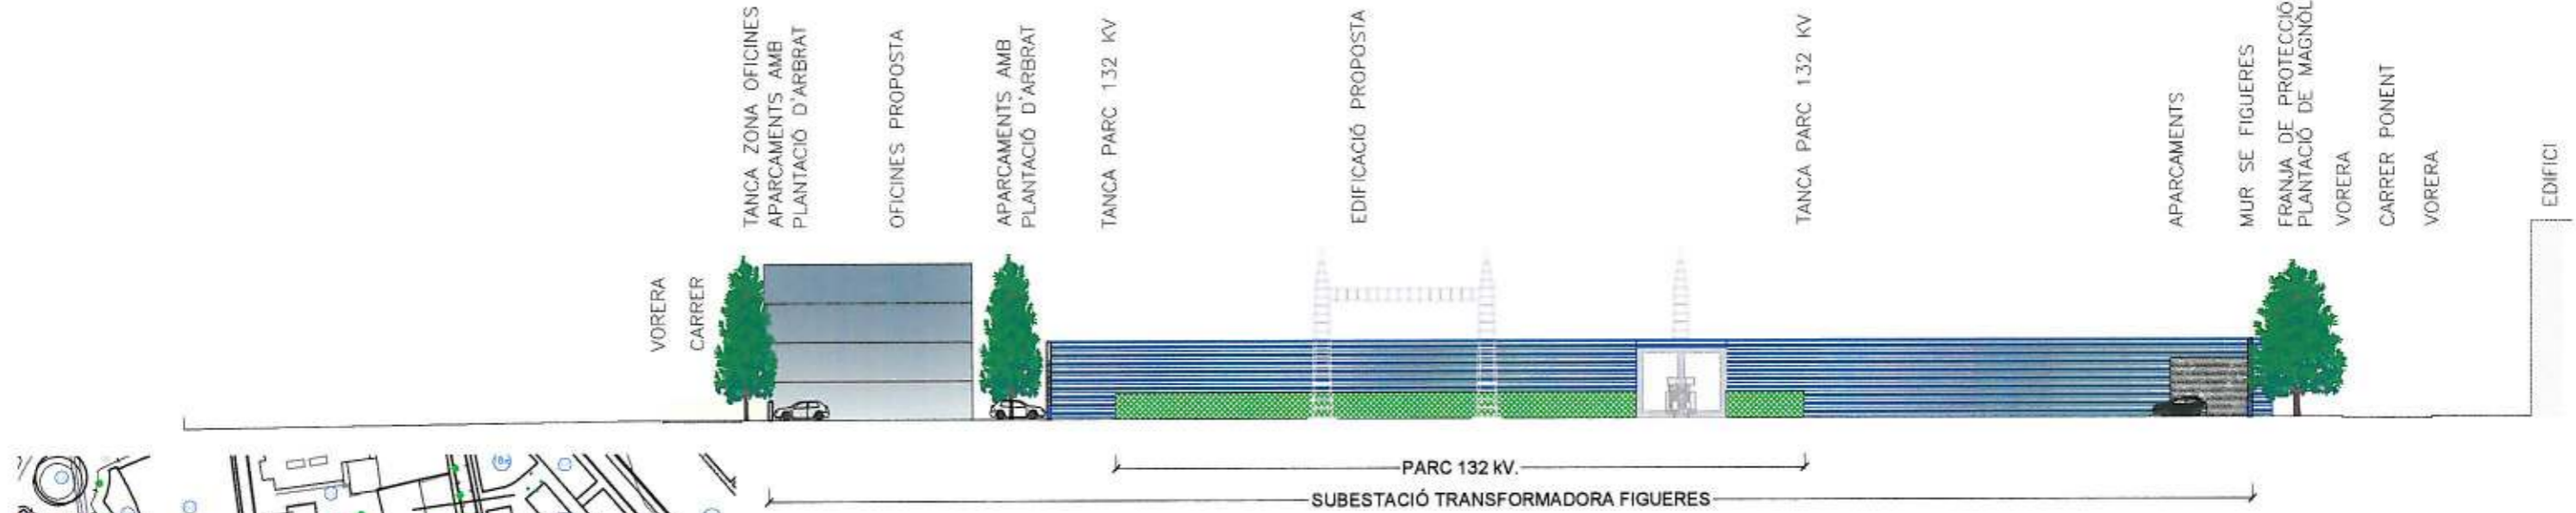 TANCA ZONA OFICINES
APARCAMENTS AMB
PLANTACIÓ D'ARBRAT
OFICINES PROPOSTA
APARCAMENTS AMB
PLANTACIÓ D'ARBRAT
TANCA PARC 132 KV
EDIFICACIÓ PROPOSTA
TANCA PARC 132 KV
APARCAMENTS
MUR SE FIGUERES
FRANJA DE PROTECCIÓ
PLANTACIÓ DE MAGNÒL
VORERA
CARRER PONENT
VORERA
EDIFICI
VORERA
CARRER
PARC 132 kV.
SUBESTACIÓ TRANSFORMADORA FIGUERES